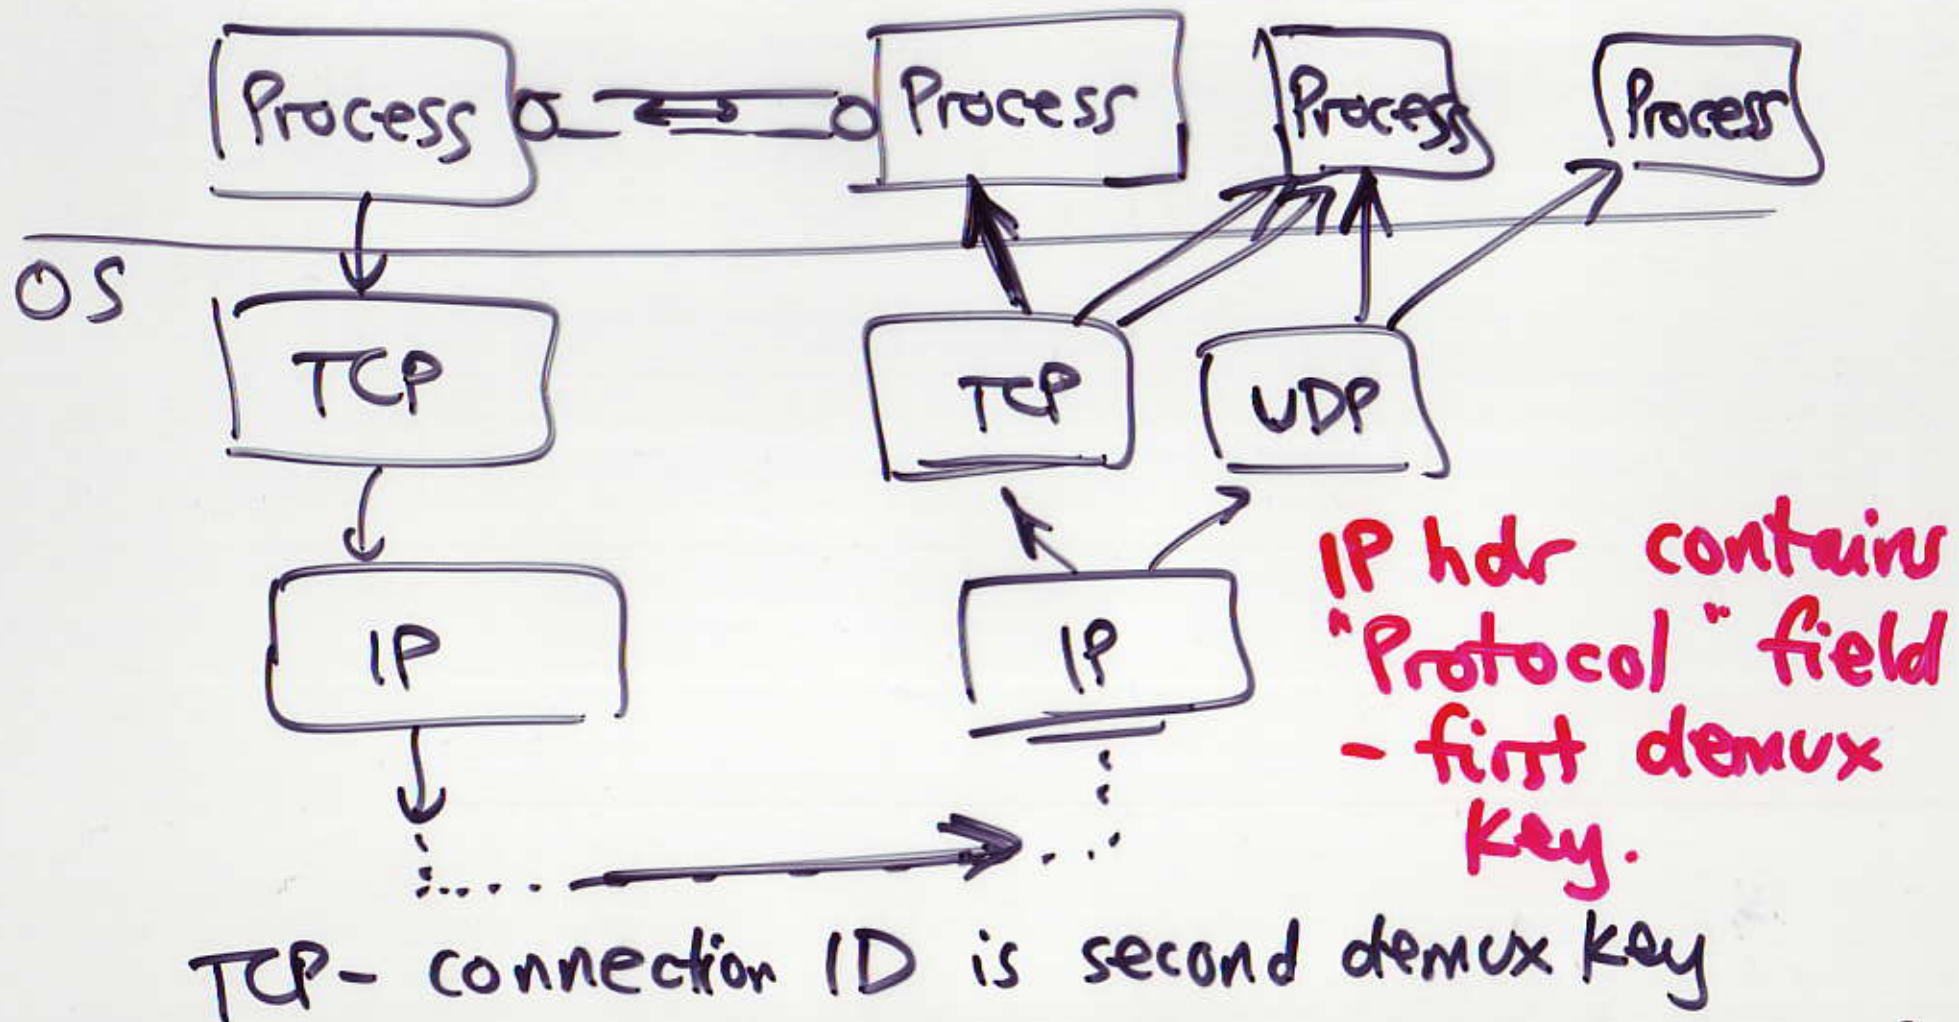 Process Process Process Process
OS
TCP TCP UDP
IP IP
IP hdr contains
"Protocol" field
- first demux
key.
TCP- connection ID is second demux key